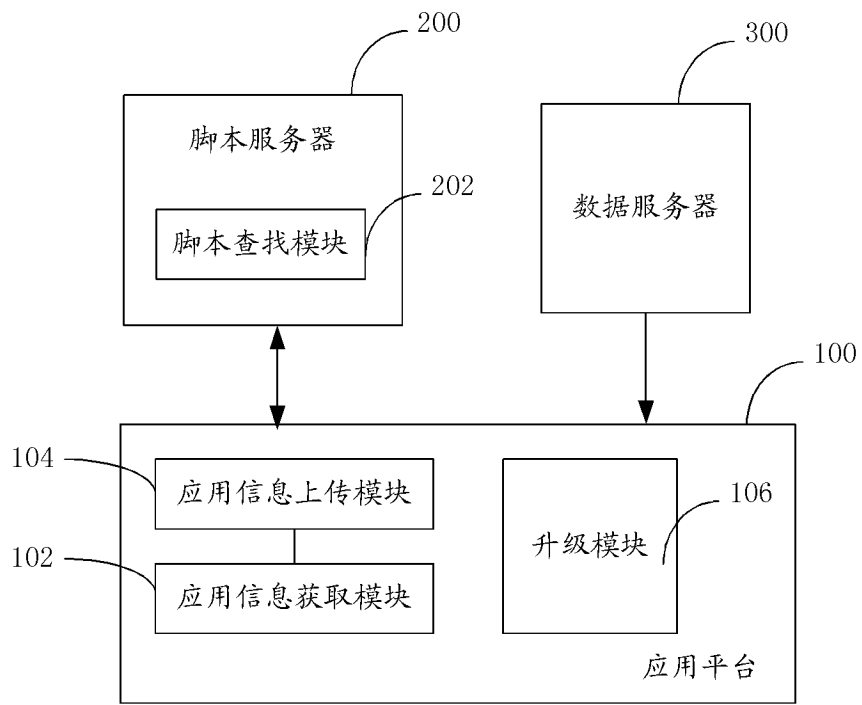 200
300
脚本服务器
202
脚本查找模块
数据服务器
100
104
应用信息上传模块
106
升级模块
102
应用信息获取模块
应用平台